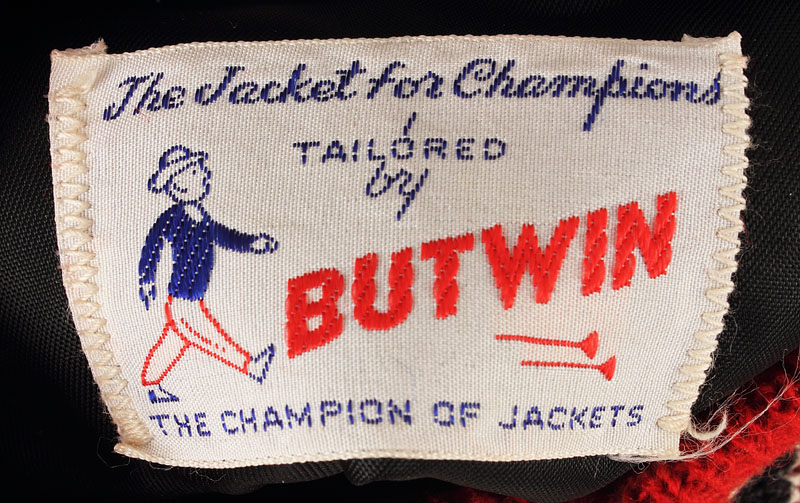 The Jacket for Champions
TAILORED
by
BUTWIN
THE CHAMPION OF JACKETS